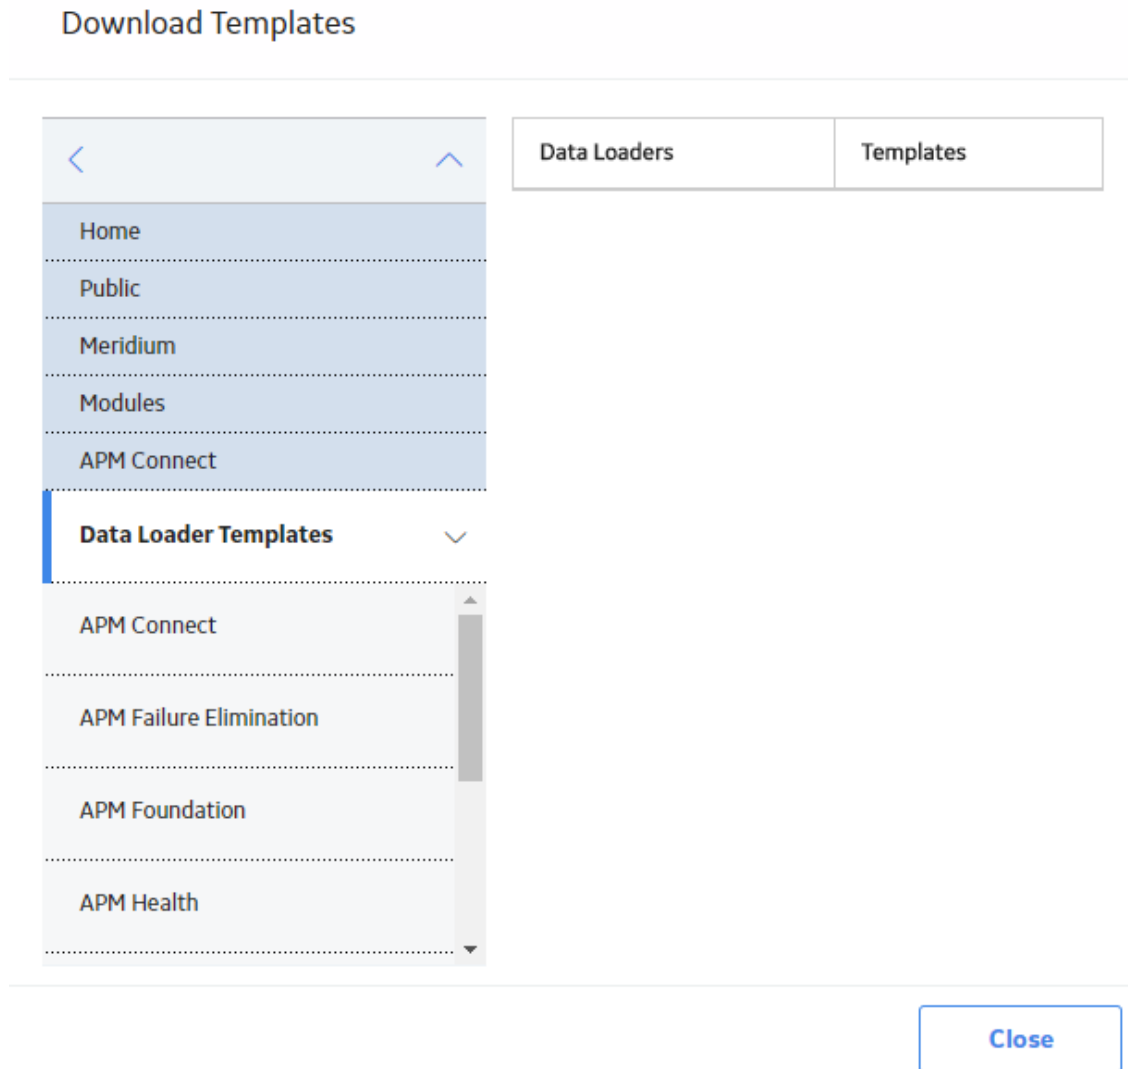 Download Templates
Data Loaders
Templates
Home
Public
Meridium
Modules
APM Connect
Data Loader Templates
APM Connect
APM Failure Elimination
APM Foundation
APM Health
Close